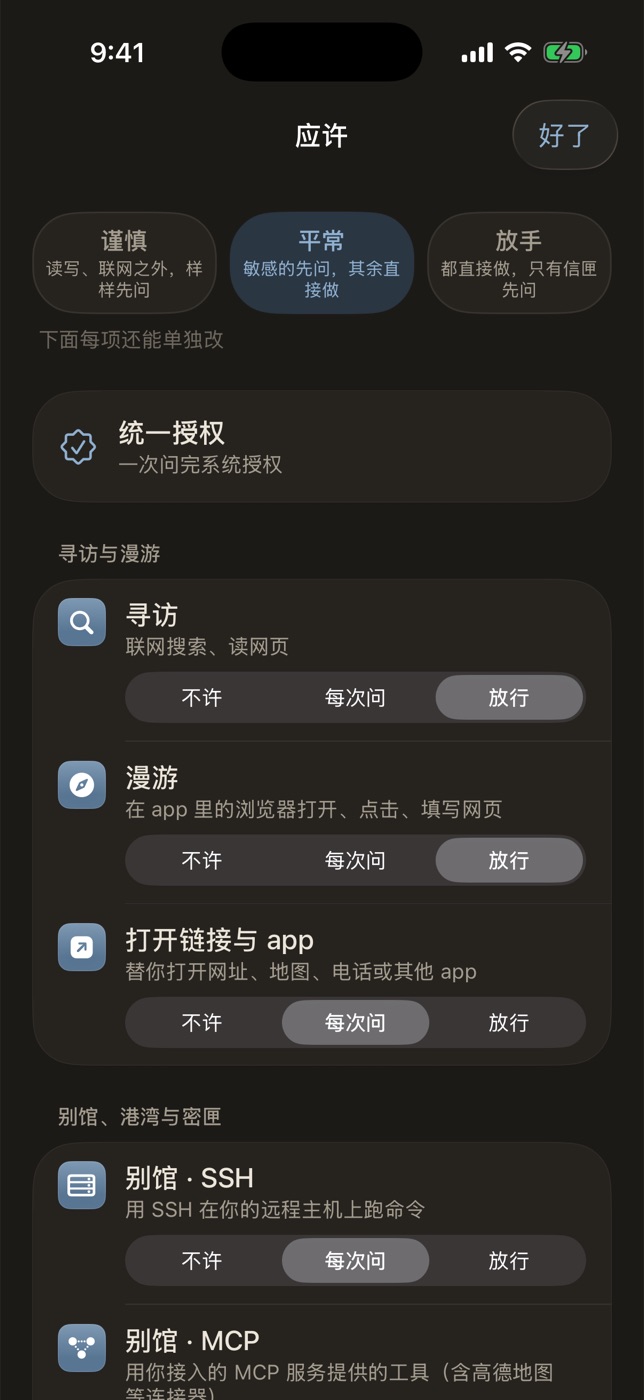 9:41
应许
好了
谨慎
读写、联网之外，样
样先问
平常
敏感的先问，其余直
接做
放手
都直接做，只有信匣
先问
下面每项还能单独改
统一授权
一次问完系统授权
寻访与漫游
寻访
联网搜索、读网页
不许
每次问
放行
漫游
在 app 里的浏览器打开、点击、填写网页
不许
每次问
放行
打开链接与 app
替你打开网址、地图、电话或其他 app
不许
每次问
放行
别馆、港湾与密匣
别馆 · SSH
用 SSH 在你的远程主机上跑命令
不许
每次问
放行
别馆 · MCP
用你接入的 MCP 服务提供的工具（含高德地图
等连接器）